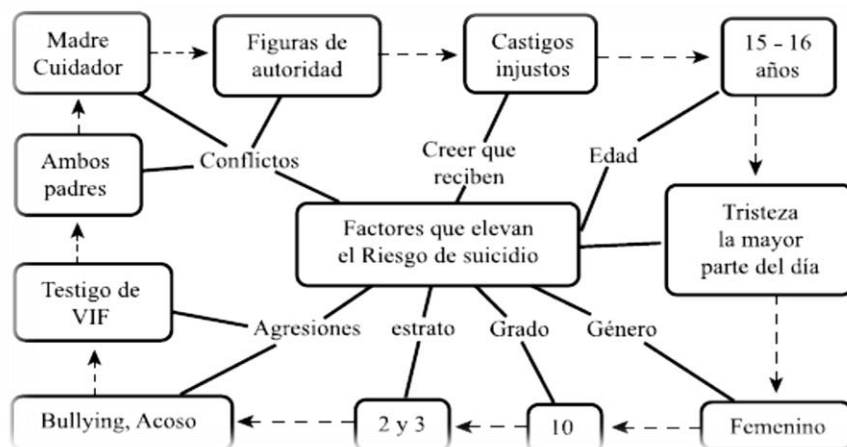 Madre
Cuidador
Figuras de
autoridad
Castigos
injustos
15 - 16
años
Ambos
padres
Conflictos
Creer que
reciben
Edad
Factores que elevan
el Riesgo de suicidio
Tristeza
la mayor
parte del día
Testigo de
VIF
Agresiones
estrato
Grado
Género
Bullying, Acoso
2 y 3
10
Femenino